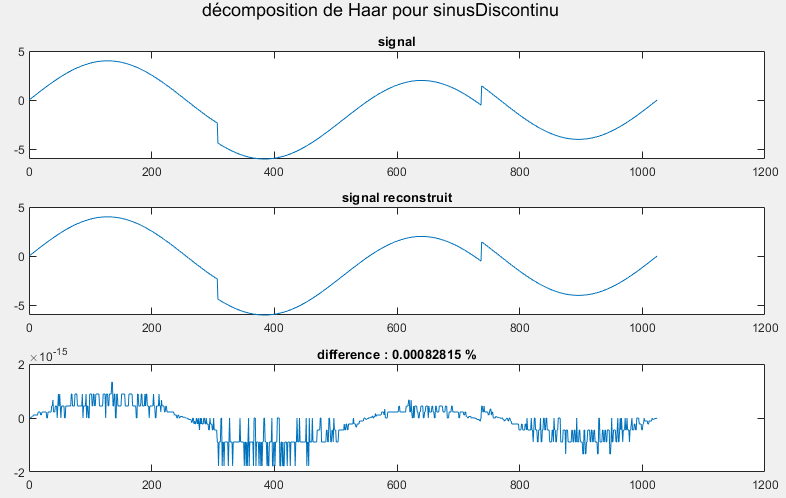 décomposition de Haar pour sinusDiscontinu
signal
5
0
-5
0 200 400 600 800 1000 1200
signal reconstruit
5
0
-5
0 200 400 600 800 1000 1200
×10-15 difference : 0.00082815 %
2
0
-2
0 200 400 600 800 1000 1200